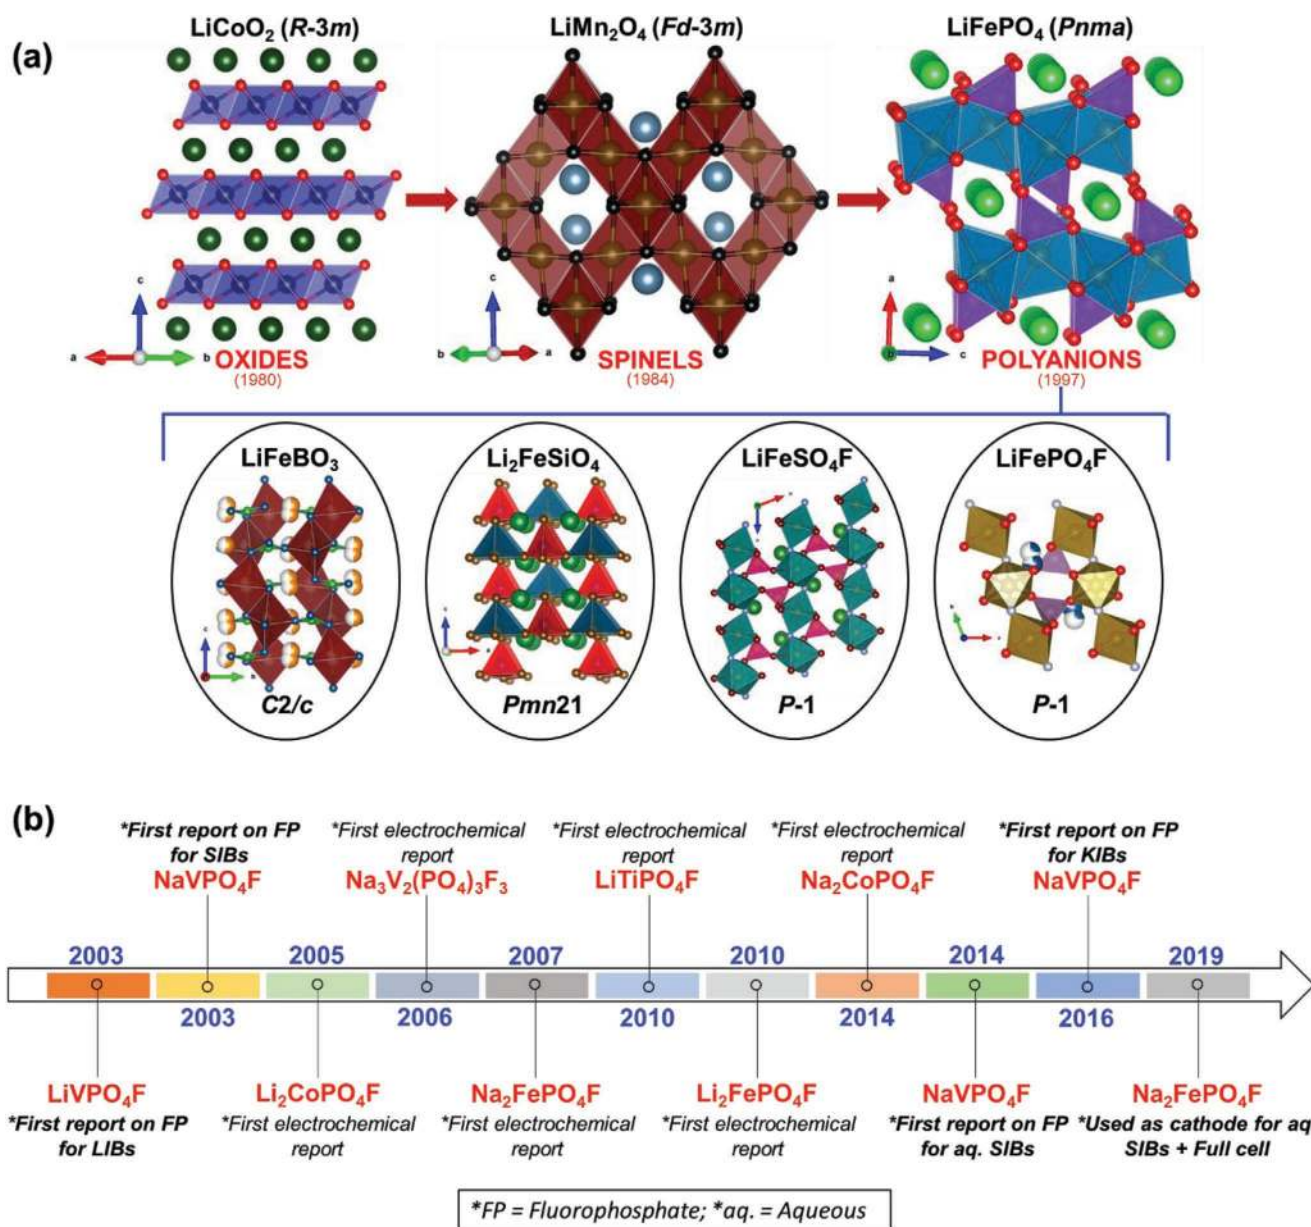 (a)
LiCoO₂ (R-3m)
LiMn₂O₄ (Fd-3m)
LiFePO₄ (Pnma)
c
a
b
c
b
a
a
b
c
OXIDES
(1980)
SPINELS
(1984)
POLYANIONS
(1997)
LiFeBO₃
Li₂FeSiO₄
LiFeSO₄F
LiFePO₄F
C2/c
Pmn21
P-1
P-1
(b)
*First report on FP
for SIBs
NaVPO₄F
*First electrochemical
report
Na₃V₂(PO₄)₃F₃
*First electrochemical
report
LiTiPO₄F
*First electrochemical
report
Na₂CoPO₄F
*First report on FP
for KIBs
NaVPO₄F
2003
2005
2007
2010
2014
2019
2003
2006
2010
2014
2016
LiVPO₄F
*First report on FP
for LIBs
Li₂CoPO₄F
*First electrochemical
report
Na₂FePO₄F
*First electrochemical
report
Li₂FePO₄F
*First electrochemical
report
NaVPO₄F
*First report on FP
for aq. SIBs
Na₂FePO₄F
*Used as cathode for aq
SIBs + Full cell
*FP = Fluorophosphate; *aq. = Aqueous